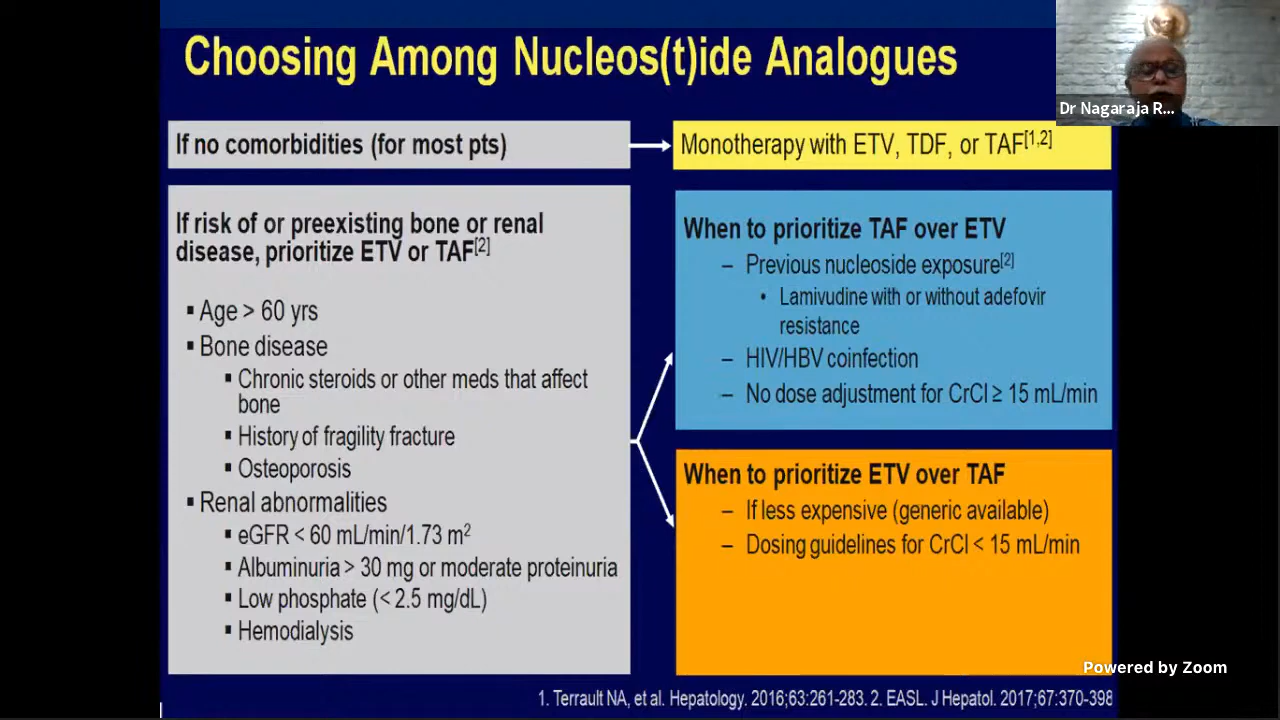 Choosing Among Nucleos(t)ide Analogues
Dr Nagaraja R...
If no comorbidities (for most pts)
Monotherapy with ETV, TDF, or TAF[1,2]
If risk of or preexisting bone or renal
disease, prioritize ETV or TAF[2]
▪ Age > 60 yrs
▪ Bone disease
▪ Chronic steroids or other meds that affect
bone
▪ History of fragility fracture
▪ Osteoporosis
▪ Renal abnormalities
▪ eGFR < 60 mL/min/1.73 m²
▪ Albuminuria > 30 mg or moderate proteinuria
▪ Low phosphate (< 2.5 mg/dL)
▪ Hemodialysis
When to prioritize TAF over ETV
– Previous nucleoside exposure[2]
• Lamivudine with or without adefovir
resistance
– HIV/HBV coinfection
– No dose adjustment for CrCl ≥ 15 mL/min
When to prioritize ETV over TAF
– If less expensive (generic available)
– Dosing guidelines for CrCl < 15 mL/min
Powered by Zoom
1. Terrault NA, et al. Hepatology. 2016;63:261-283. 2. EASL. J Hepatol. 2017;67:370-398